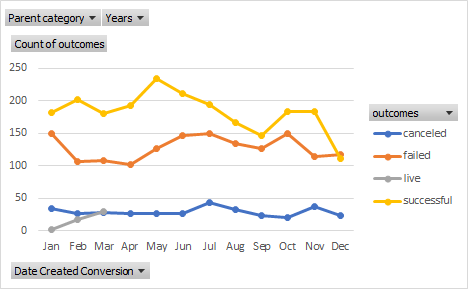 Parent category Years
Count of outcomes
250
200
150
100
50
0
Jan Feb Mar Apr May Jun Jul Aug Sep Oct Nov Dec
outcomes
canceled
failed
live
successful
Date Created Conversion